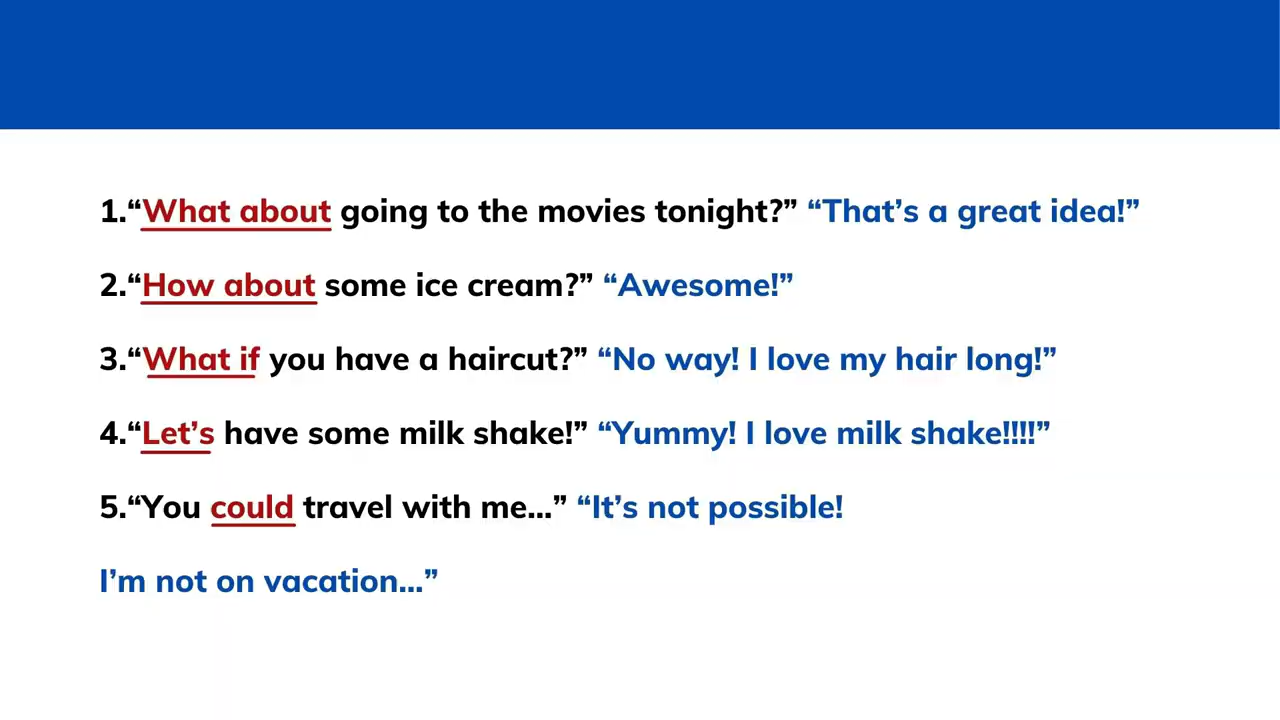 1.“What about going to the movies tonight?” “That’s a great idea!”
2.“How about some ice cream?” “Awesome!”
3.“What if you have a haircut?” “No way! I love my hair long!”
4.“Let’s have some milk shake!” “Yummy! I love milk shake!!!!”
5.“You could travel with me...” “It’s not possible!
I’m not on vacation...”